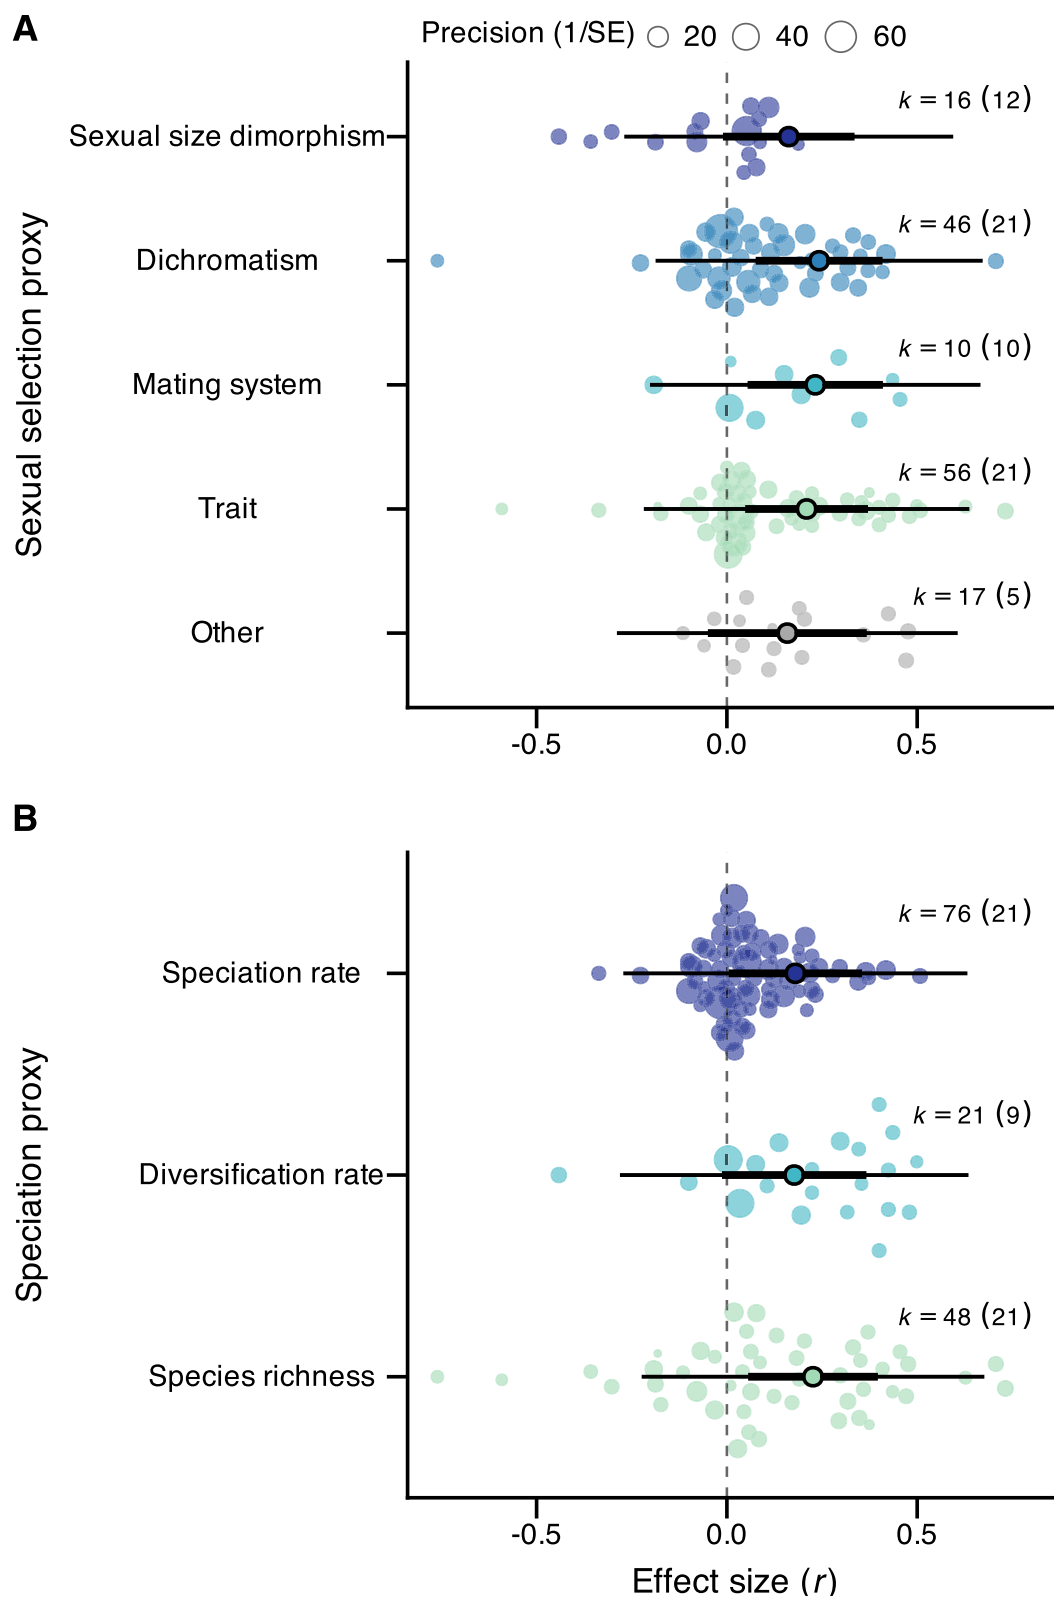 A
Precision (1/SE) 20 40 60
Sexual selection proxy
Sexual size dimorphism
k = 16 (12)
Dichromatism
k = 46 (21)
Mating system
k = 10 (10)
Trait
k = 56 (21)
Other
k = 17 (5)
-0.5 0.0 0.5
B
Speciation proxy
Speciation rate
k = 76 (21)
Diversification rate
k = 21 (9)
Species richness
k = 48 (21)
-0.5 0.0 0.5
Effect size (r)